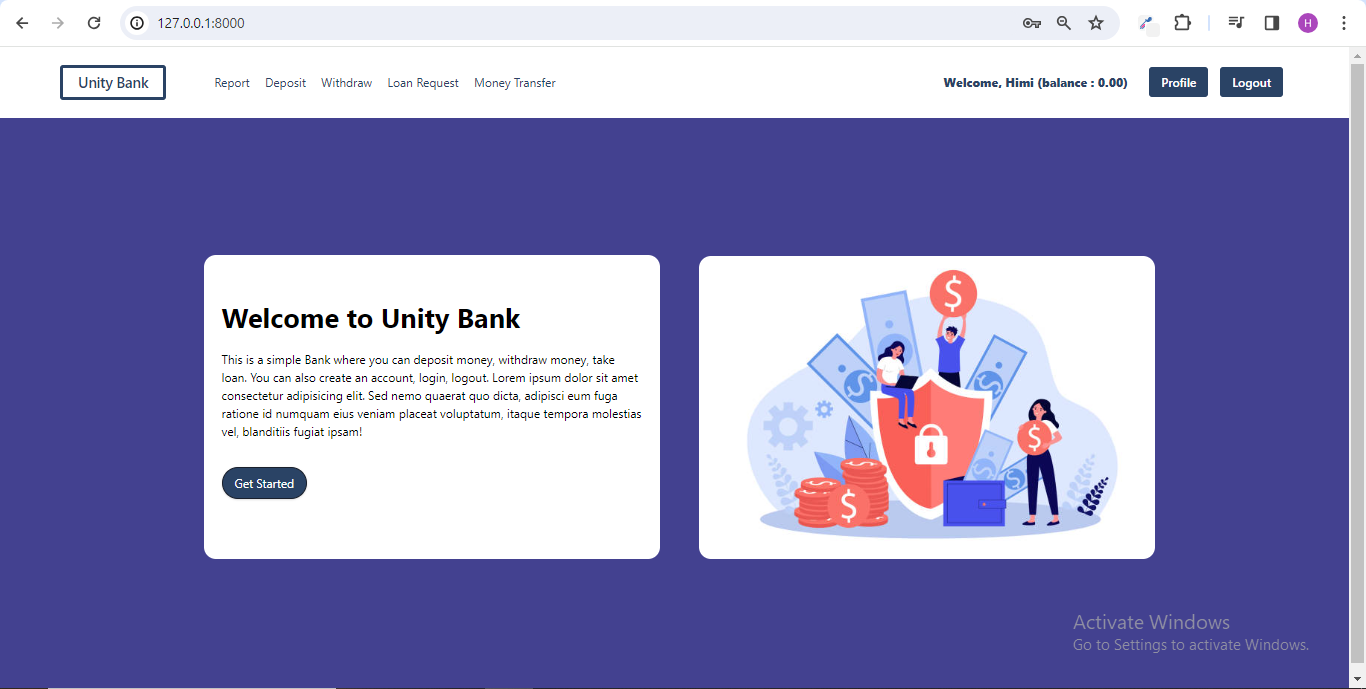 127.0.0.1:8000
H
Unity Bank
Report Deposit Withdraw Loan Request Money Transfer
Welcome, Himi (balance : 0.00)
Profile
Logout
Welcome to Unity Bank
This is a simple Bank where you can deposit money, withdraw money, take
loan. You can also create an account, login, logout. Lorem ipsum dolor sit amet
consectetur adipisicing elit. Sed nemo quaerat quo dicta, adipisci eum fuga
ratione id numquam eius veniam placeat voluptatum, itaque tempora molestias
vel, blanditiis fugiat ipsam!
Get Started
$
$
$
$
$
$
$
Activate Windows
Go to Settings to activate Windows.